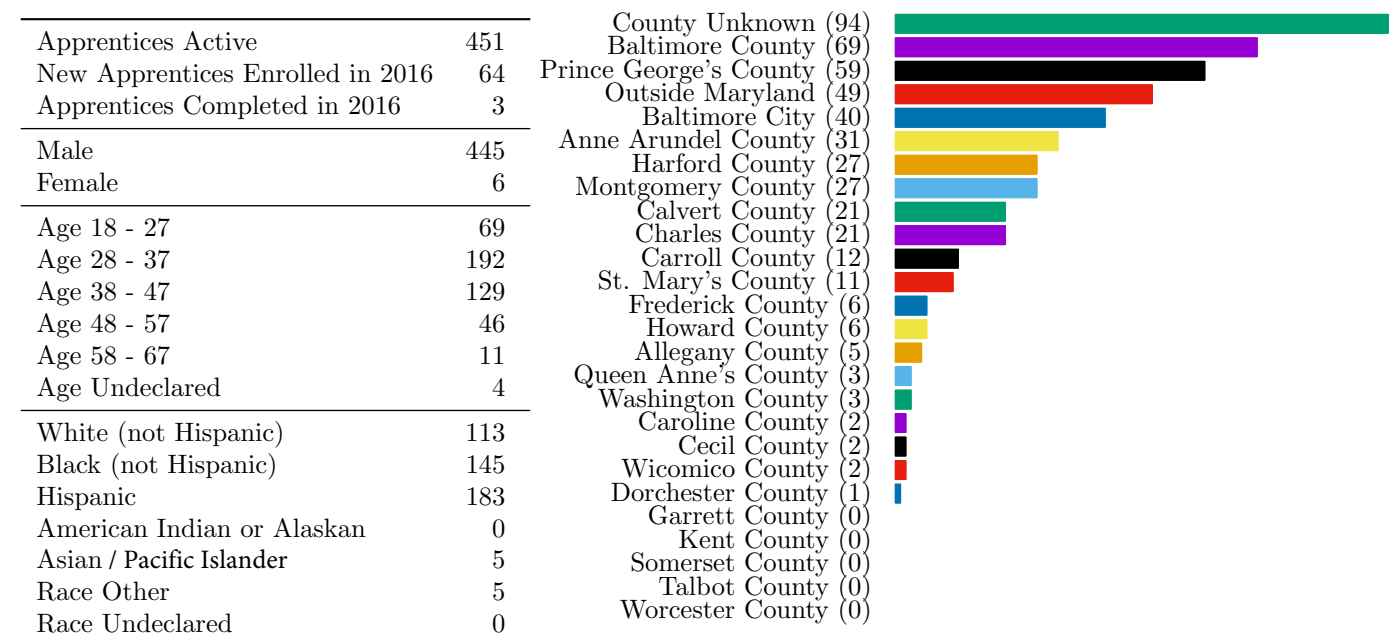 Apprentices Active 451
New Apprentices Enrolled in 2016 64
Apprentices Completed in 2016 3
Male 445
Female 6
Age 18 - 27 69
Age 28 - 37 192
Age 38 - 47 129
Age 48 - 57 46
Age 58 - 67 11
Age Undeclared 4
White (not Hispanic) 113
Black (not Hispanic) 145
Hispanic 183
American Indian or Alaskan 0
Asian / Pacific Islander 5
Race Other 5
Race Undeclared 0
County Unknown (94)
Baltimore County (69)
Prince George's County (59)
Outside Maryland (49)
Baltimore City (40)
Anne Arundel County (31)
Harford County (27)
Montgomery County (27)
Calvert County (21)
Charles County (21)
Carroll County (12)
St. Mary's County (11)
Frederick County (6)
Howard County (6)
Allegany County (5)
Queen Anne's County (3)
Washington County (3)
Caroline County (2)
Cecil County (2)
Wicomico County (2)
Dorchester County (1)
Garrett County (0)
Kent County (0)
Somerset County (0)
Talbot County (0)
Worcester County (0)